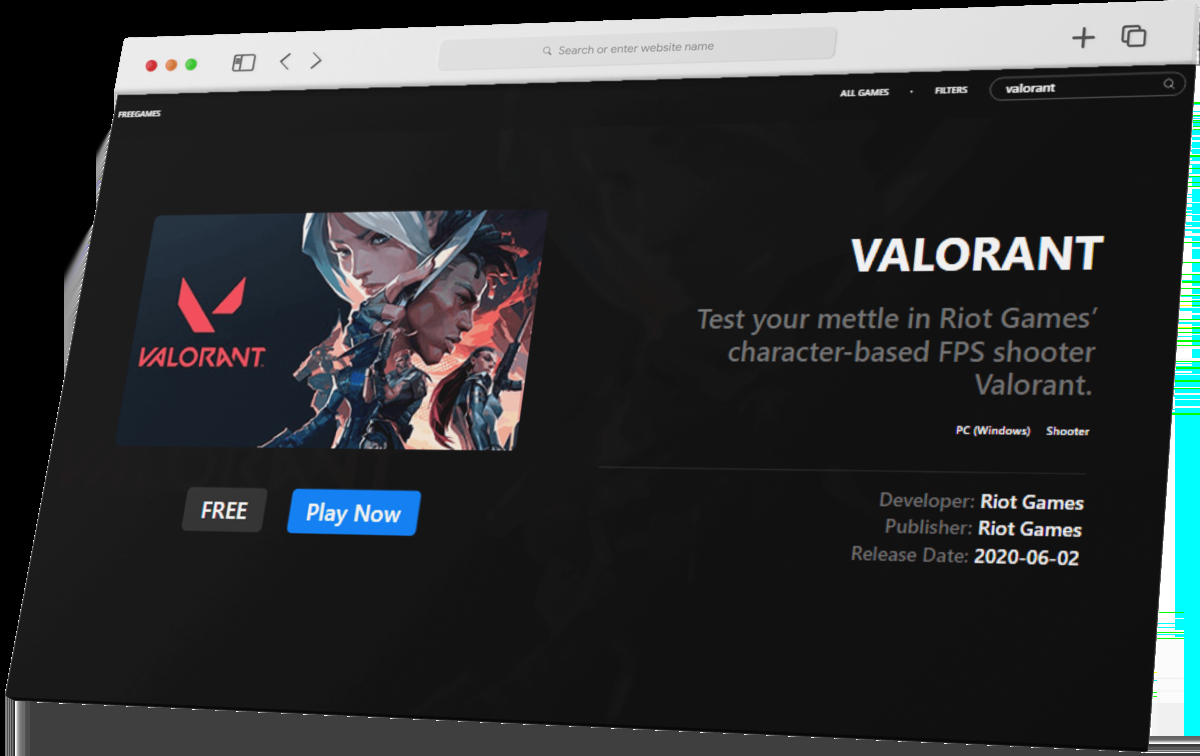 Search or enter website name
FREEGAMES
ALL GAMES · FILTERS valorant
VALORANT
VALORANT
Test your mettle in Riot Games’
character-based FPS shooter
Valorant.
PC (Windows) Shooter
FREE Play Now
Developer: Riot Games
Publisher: Riot Games
Release Date: 2020-06-02